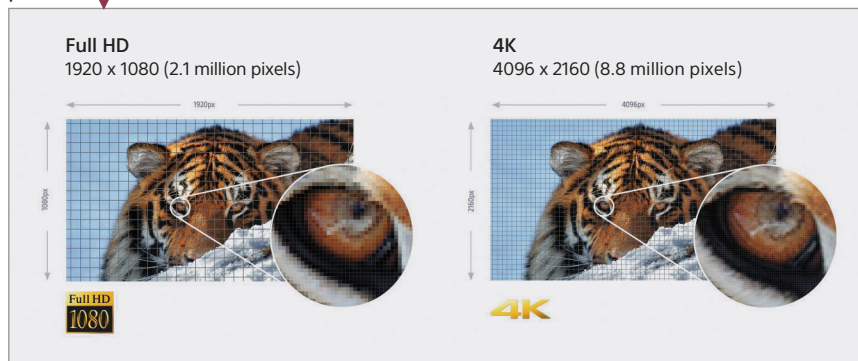 Full HD
1920 x 1080 (2.1 million pixels)
1920px
1080px
Full HD
1080
4K
4096 x 2160 (8.8 million pixels)
4096px
2160px
4K